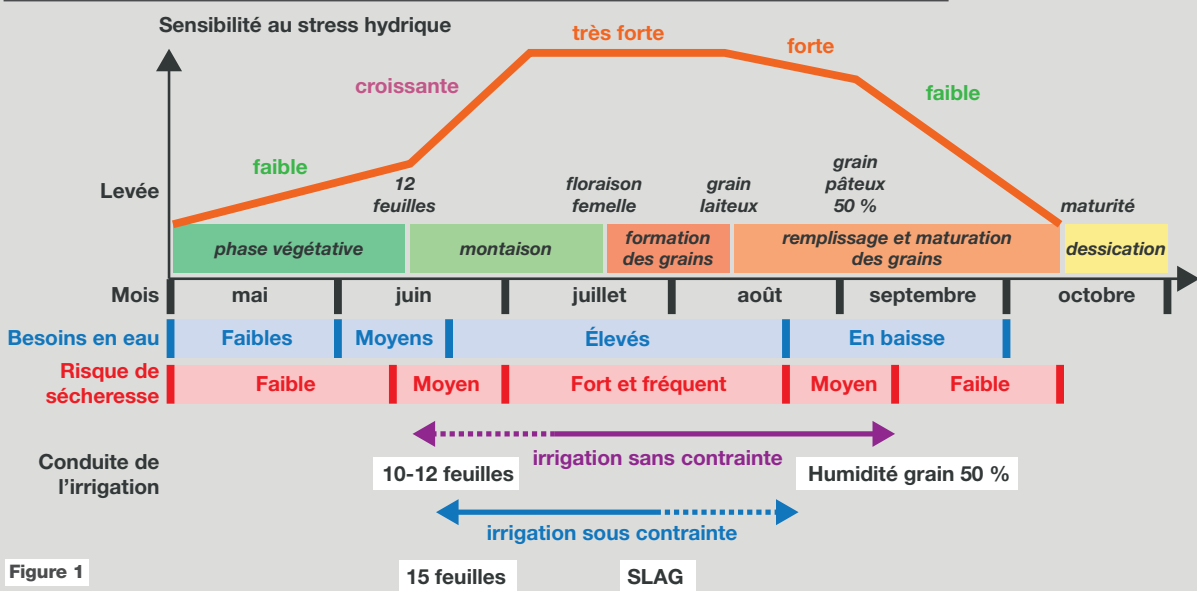 Sensibilité au stress hydrique
très forte
forte
croissante
faible
faible
Levée
12
feuilles
floraison
femelle
grain
laiteux
grain
pâteux
50 %
maturité
phase végétative
montaison
formation
des grains
remplissage et maturation
des grains
dessication
Mois
mai
juin
juillet
août
septembre
octobre
Besoins en eau
Faibles
Moyens
Élevés
En baisse
Risque de
sécheresse
Faible
Moyen
Fort et fréquent
Moyen
Faible
Conduite de
l’irrigation
irrigation sans contrainte
10-12 feuilles
Humidité grain 50 %
irrigation sous contrainte
15 feuilles
SLAG
Figure 1